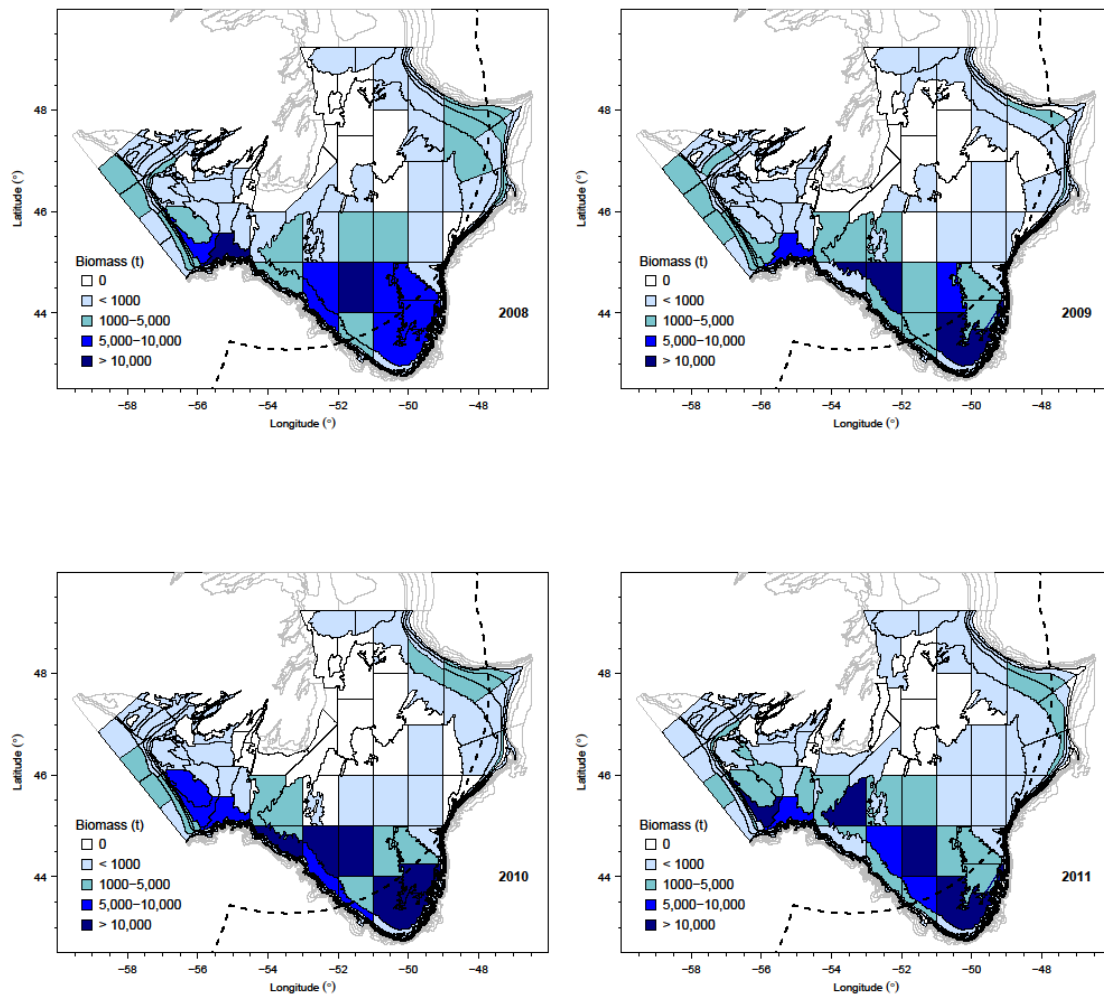 48
46
44
Latitude (°)
Biomass (t)
0
< 1000
1000−5,000
5,000−10,000
> 10,000
2008
−58 −56 −54 −52 −50 −48
Longitude (°)
48
46
44
Latitude (°)
Biomass (t)
0
< 1000
1000−5,000
5,000−10,000
> 10,000
2009
−58 −56 −54 −52 −50 −48
Longitude (°)
48
46
44
Latitude (°)
Biomass (t)
0
< 1000
1000−5,000
5,000−10,000
> 10,000
2010
−58 −56 −54 −52 −50 −48
Longitude (°)
48
46
44
Latitude (°)
Biomass (t)
0
< 1000
1000−5,000
5,000−10,000
> 10,000
2011
−58 −56 −54 −52 −50 −48
Longitude (°)